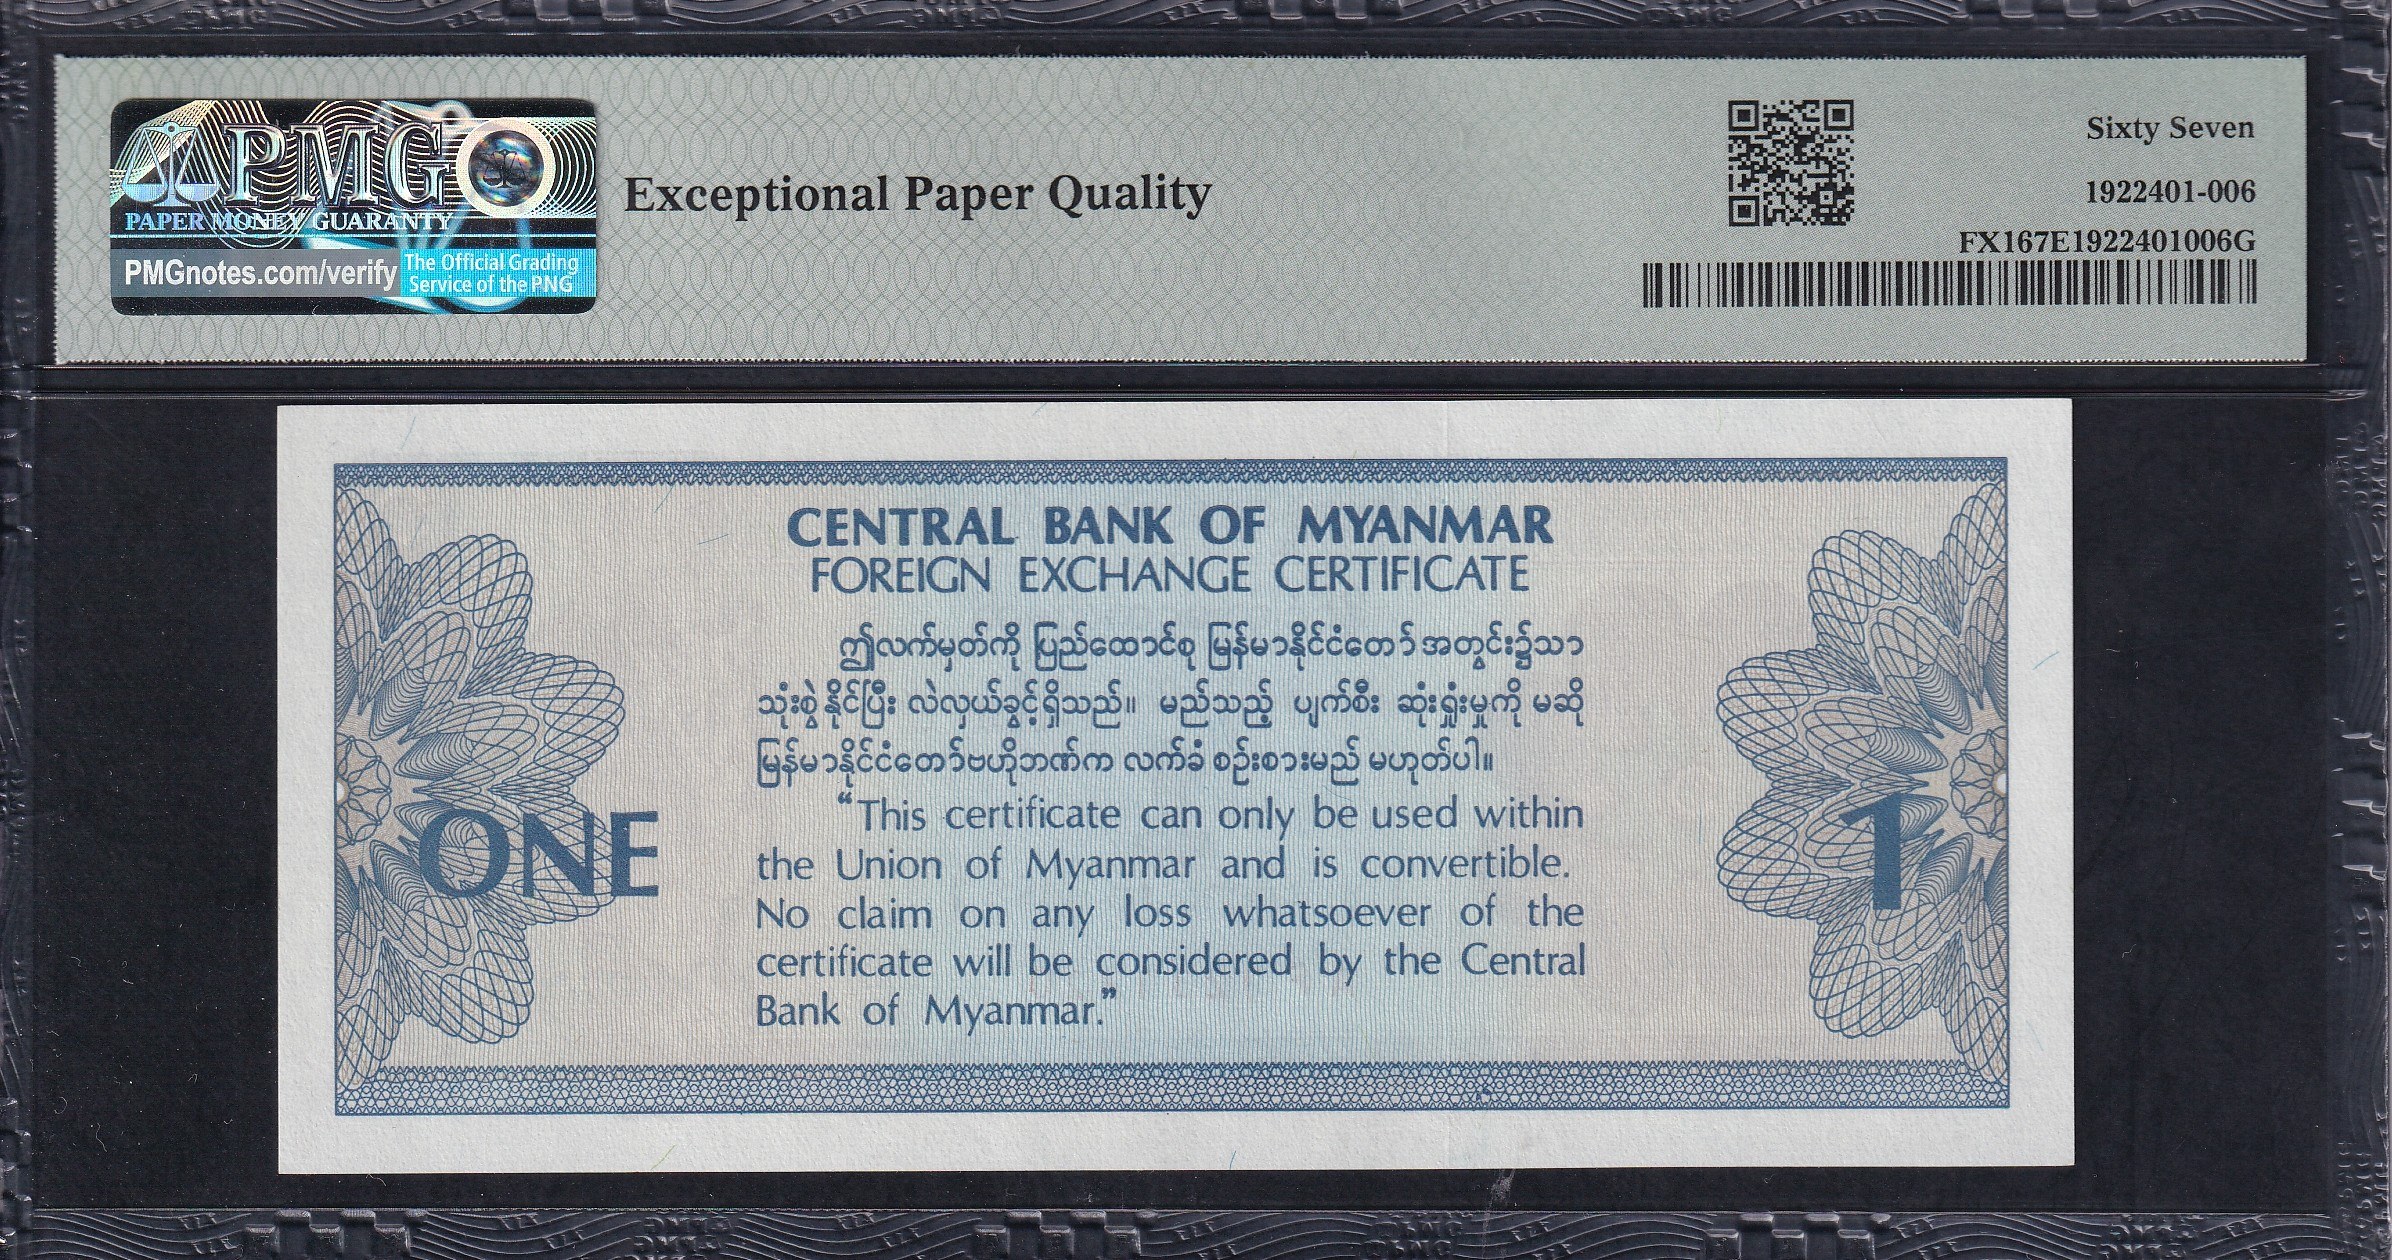 PMG
PAPER MONEY GUARANTY
PMGnotes.com/verify
The Official Grading
Service of the PNG
Exceptional Paper Quality
Sixty Seven
1922401-006
FX167E1922401006G
CENTRAL BANK OF MYANMAR
FOREIGN EXCHANGE CERTIFICATE
ဤလက်မှတ်ကို ပြည်ထောင်စု မြန်မာနိုင်ငံတော် အတွင်း၌သာ
သုံးစွဲ နိုင်ပြီး လဲလှယ်ခွင့်ရှိသည်။ မည်သည့် ပျက်စီး ဆုံးရှုံးမှုကို မဆို
မြန်မာနိုင်ငံတော်ဗဟိုဘဏ်က လက်ခံ စဉ်းစားမည် မဟုတ်ပါ။
“This certificate can only be used within
the Union of Myanmar and is convertible.
No claim on any loss whatsoever of the
certificate will be considered by the Central
Bank of Myanmar.”
ONE
1